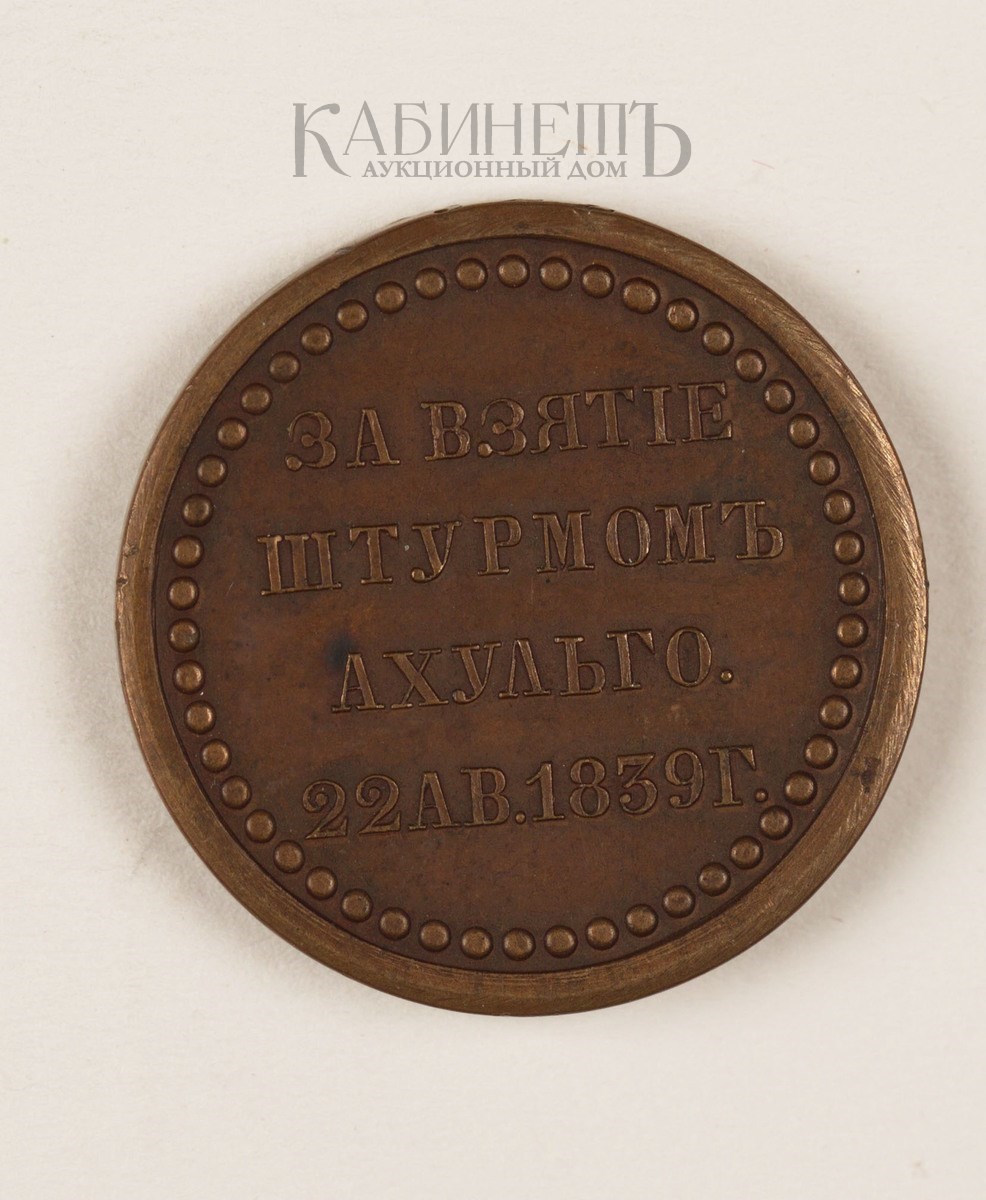 КАБИНЕТЪ
АУКЦИОННЫЙ ДОМ
ЗА ВЗЯТІЕ
ШТУРМОМЪ
АХУЛЬГО.
22АВ.1839Г.